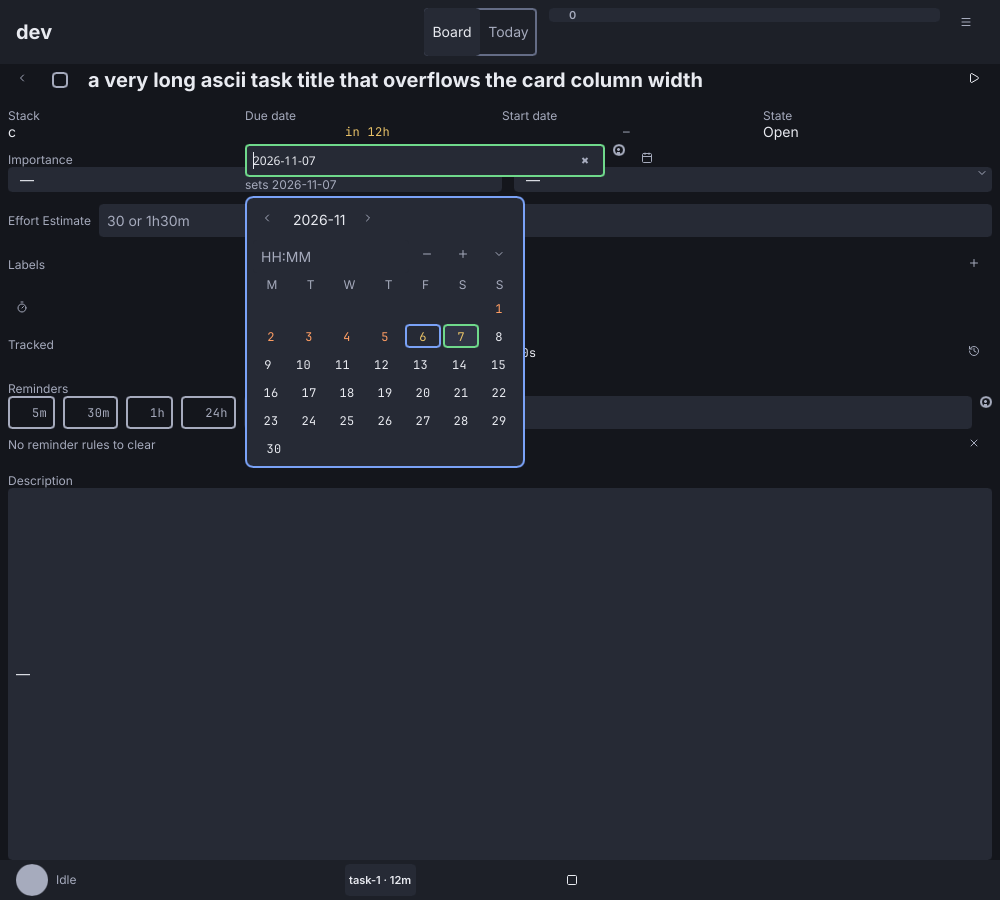 dev
Board Today
0
a very long ascii task title that overflows the card column width
Stack
c
Due date
in 12h
Start date
—
State
Open
2026-11-07
sets 2026-11-07
Importance
—
—
Effort Estimate
30 or 1h30m
2026-11
HH:MM
M T W T F S S
1
2 3 4 5 6 7 8
9 10 11 12 13 14 15
16 17 18 19 20 21 22
23 24 25 26 27 28 29
30
Labels
Tracked
0s
Reminders
5m 30m 1h 24h
No reminder rules to clear
Description
—
Idle
task-1 · 12m